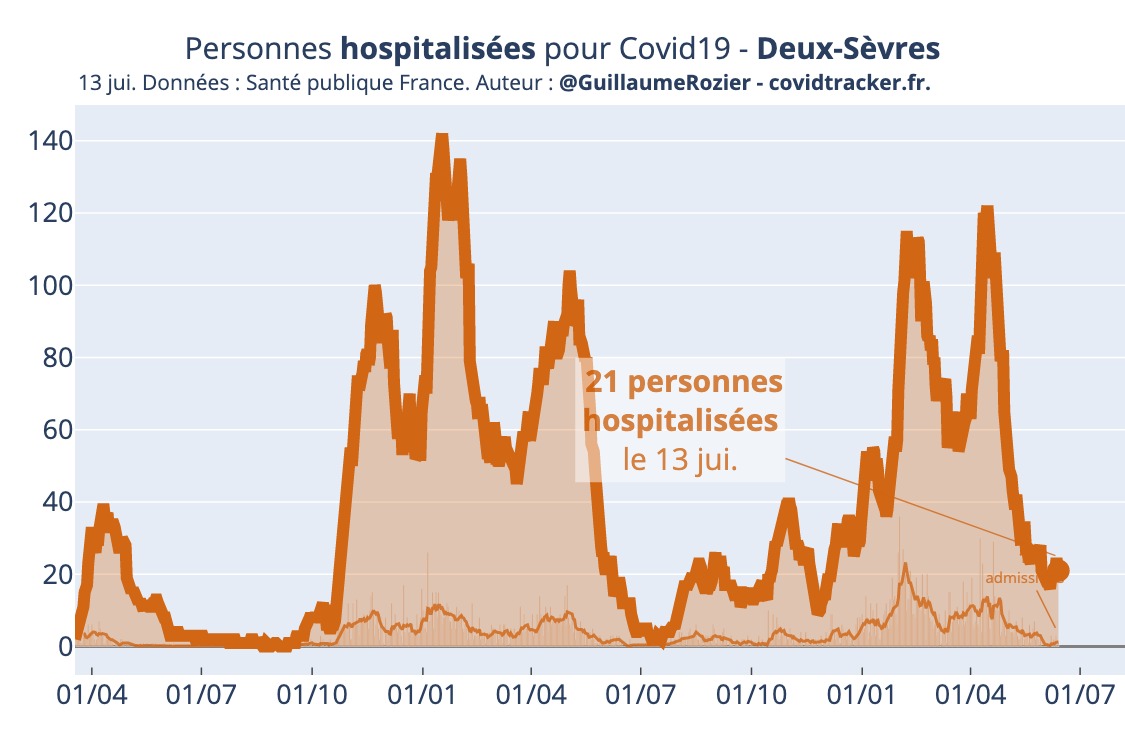 Personnes hospitalisées pour Covid19 - Deux-Sèvres
13 jui. Données : Santé publique France. Auteur : @GuillaumeRozier - covidtracker.fr.
140
120
100
80
60
40
20
0
21 personnes
hospitalisées
le 13 jui.
01/04 01/07 01/10 01/01 01/04 01/07 01/10 01/01 01/04 01/07